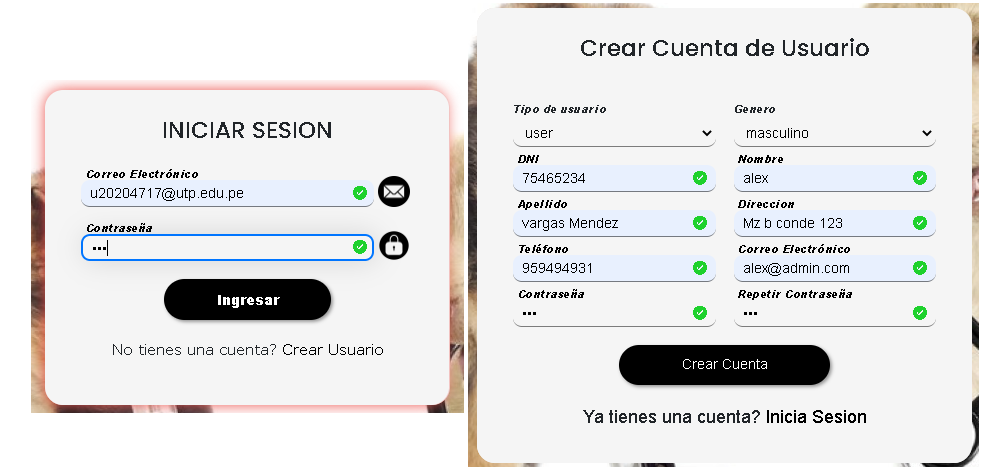 INICIAR SESION
Correo Electrónico
u20204717@utp.edu.pe
Contraseña
•••
Ingresar
No tienes una cuenta? Crear Usuario
Crear Cuenta de Usuario
Tipo de usuario Genero
user masculino
DNI Nombre
75465234 alex
Apellido Direccion
vargas Mendez Mz b conde 123
Teléfono Correo Electrónico
959494931 alex@admin.com
Contraseña Repetir Contraseña
••• •••
Crear Cuenta
Ya tienes una cuenta? Inicia Sesion